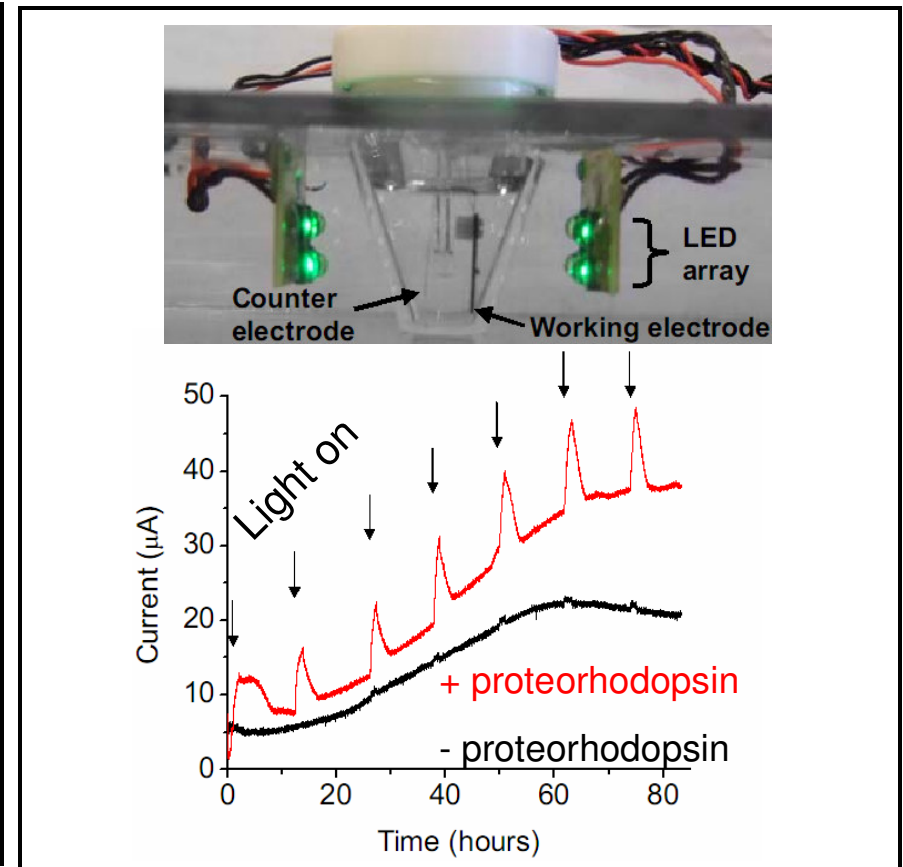 LED
array
Counter
electrode
Working electrode
50
40
30
20
10
0
Current (μA)
Light on
+ proteorhodopsin
- proteorhodopsin
0 20 40 60 80
Time (hours)